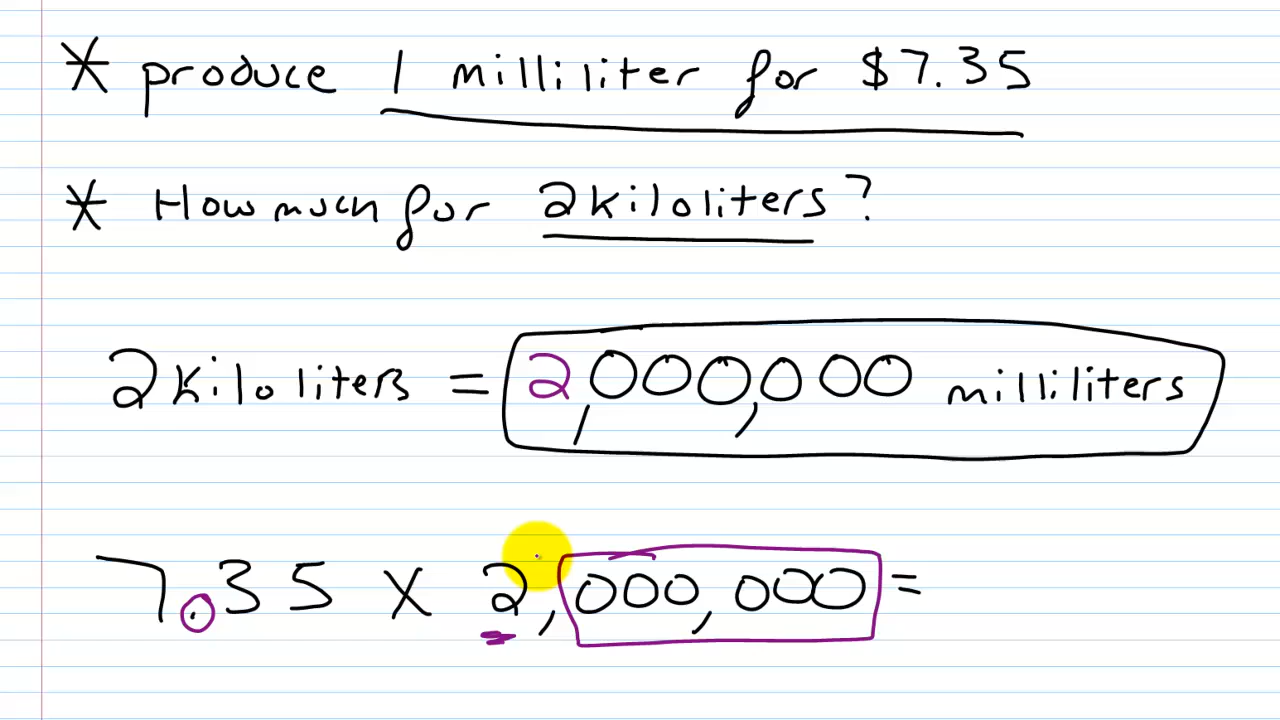 * produce 1 milliliter for $7.35
* How much for 2 kiloliters?
2 kiloliters = 2,000,000 milliliters
7.35 x 2,000,000 =